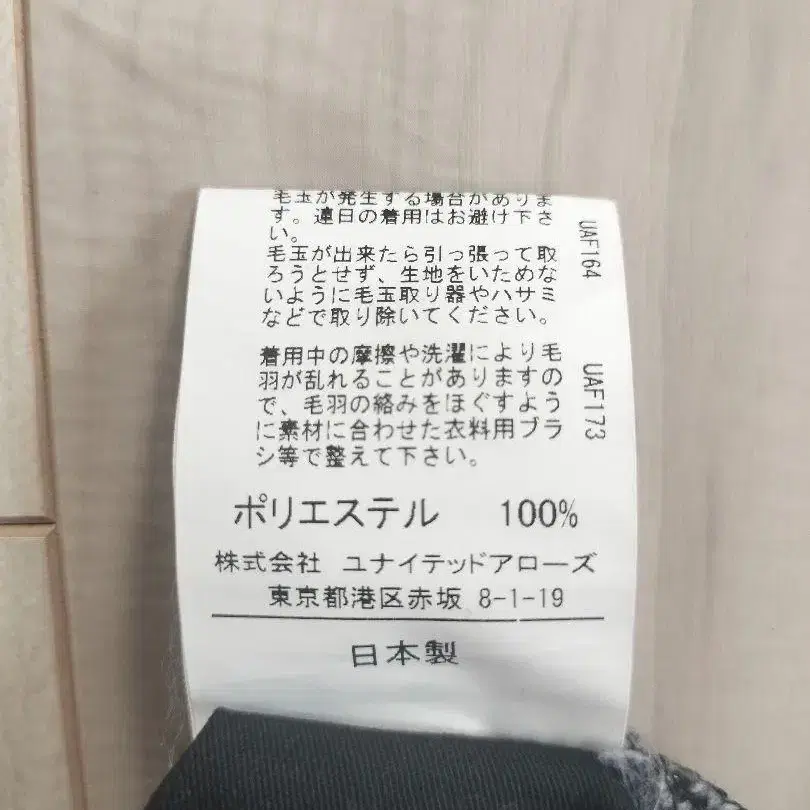 毛玉が発生する場合がありま
す。連日の着用はお避け下さ
い。
毛玉が出来たら引っ張って取
ろうとせず、生地をいためな
いように毛玉取り器やハサミ
などで取り除いてください。
UAF164
着用中の摩擦や洗濯により毛
羽が乱れることがありますの
で、毛羽の絡みをほぐすよう
に素材に合わせた衣料用ブラ
シ等で整えて下さい。
UAF173
ポリエステル 100%
株式会社 ユナイテッドアローズ
東京都港区赤坂 8-1-19
日本製